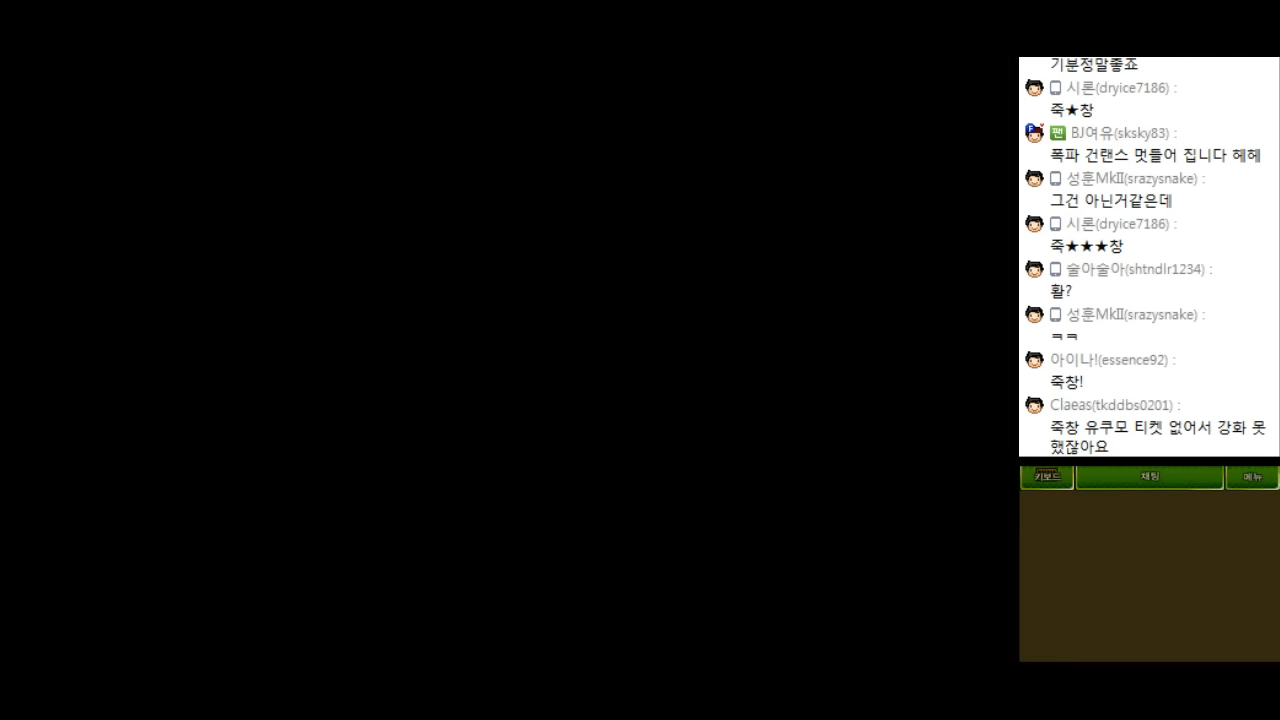 기분정말좋죠
시론(dryice7186) :
죽★창
팬 BJ여유(sksky83) :
폭파 건랜스 멋들어 집니다 헤헤
성훈MkII(srazysnake) :
그건 아닌거같은데
시론(dryice7186) :
죽★★★창
술아술아(shtndlr1234) :
활?
성훈MkII(srazysnake) :
ㅋㅋ
아이나!(essence92) :
죽창!
Claeas(tkddbs0201) :
죽창 유쿠모 티켓 없어서 강화 못
했잖아요
키보드 채팅 메뉴